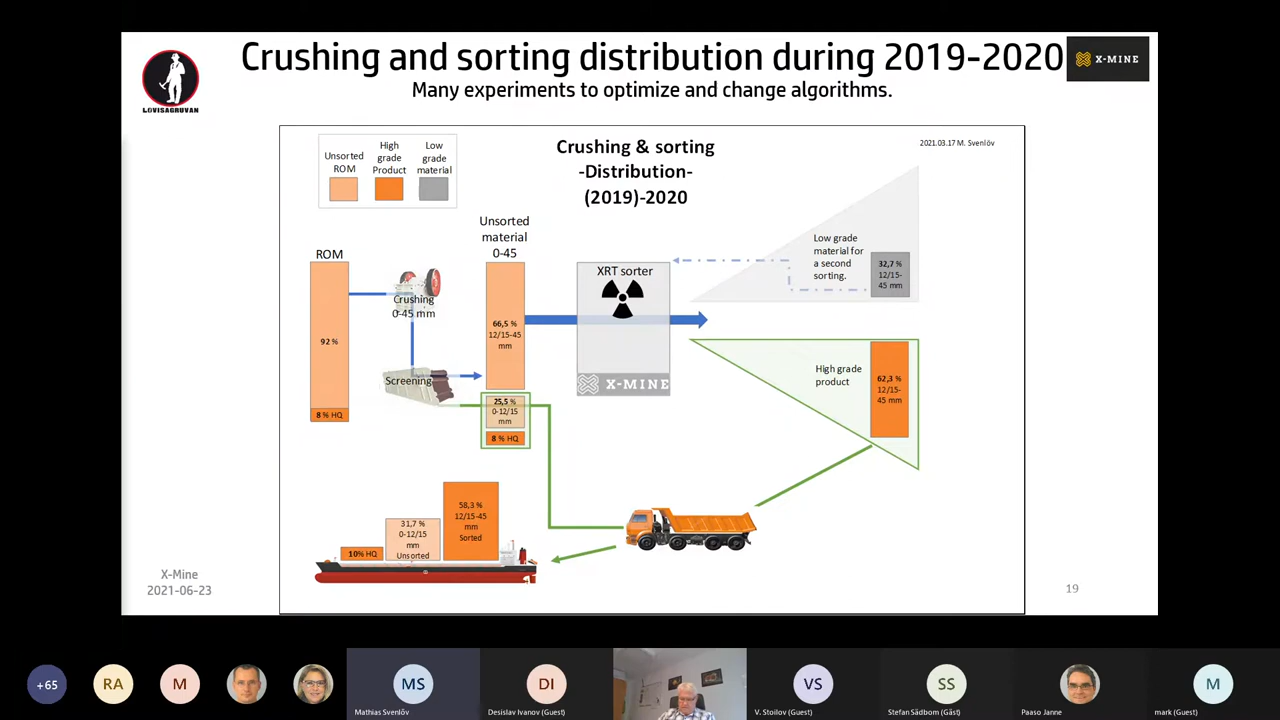 Crushing and sorting distribution during 2019-2020
Many experiments to optimize and change algorithms.
LOVISAGRUVAN
X-MINE
Unsorted
ROM
High
grade
Product
Low
grade
material
Crushing & sorting
-Distribution-
(2019)-2020
2021.03.17 M. Svenlöv
ROM
92 %
8 % HQ
Crushing
0-45 mm
Screening
Unsorted
material
0-45
66,5 %
12/15-45
mm
25,5 %
0-12/15
mm
8 % HQ
XRT sorter
X-MINE
Low grade
material for
a second
sorting.
32,7 %
12/15-
45 mm
High grade
product
62,3 %
12/15-
45 mm
10% HQ
31,7 %
0-12/15
mm
Unsorted
58,3 %
12/15-45
mm
Sorted
X-Mine
2021-06-23
19
+65
RA
M
MS
Mathias Svenlöv
DI
Desislav Ivanov (Guest)
VS
V. Stoilov (Guest)
SS
Stefan Sädbom (Gäst)
Paaso Janne
M
mark (Guest)